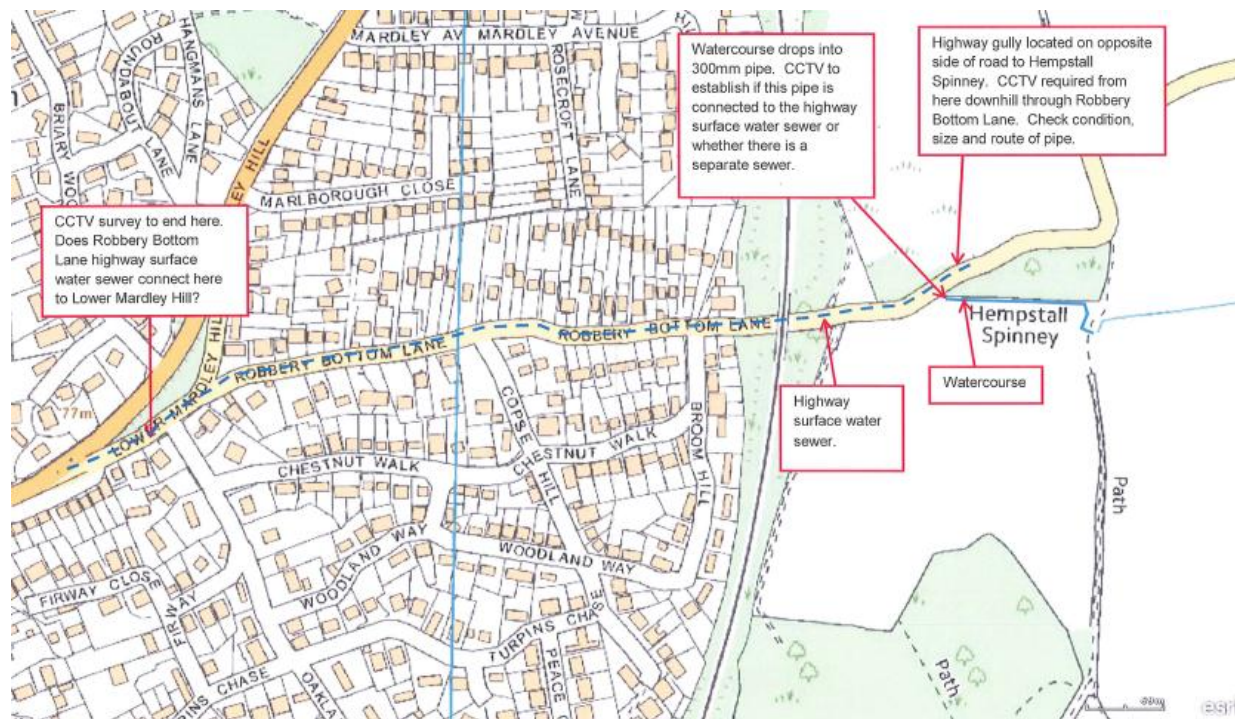 MARDLEY AV MARDLEY AVENUE
HANGMANS LANE
ROUNDABOUT LANE
BRIARY WO
ROSECROFT LANE
Watercourse drops into
300mm pipe. CCTV to
establish if this pipe is
connected to the highway
surface water sewer or
whether there is a
separate sewer.
Highway gully located on opposite
side of road to Hempstall
Spinney. CCTV required from
here downhill through Robbery
Bottom Lane. Check condition,
size and route of pipe.
EY HILL
MARLBOROUGH CLOSE
CCTV survey to end here.
Does Robbery Bottom
Lane highway surface
water sewer connect here
to Lower Mardley Hill?
Hempstall
Spinney
ROBBERY BOTTOM LANE
ROBBERY BOTTOM LANE
LOWER MARDLEY HILL
77m
Watercourse
Highway
surface water
sewer.
COPSE HILL
CHESTNUT WALK
CHESTNUT WALK
BROOM HILL
Path
WOODLAND WAY
WOODLAND WAY
FIRWAY CLOSE
FIRWAY
TURPINS CHASE
PINS CHASE
OAKL
PEACE
Path
esri